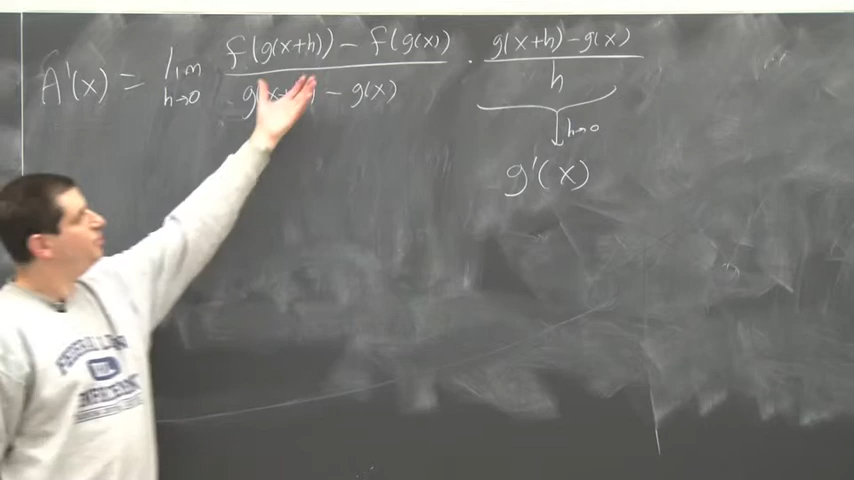 A'(x) = lim h→0 f(g(x+h)) - f(g(x)) / g(x+h) - g(x) · g(x+h) - g(x) / h
h→0
g'(x)